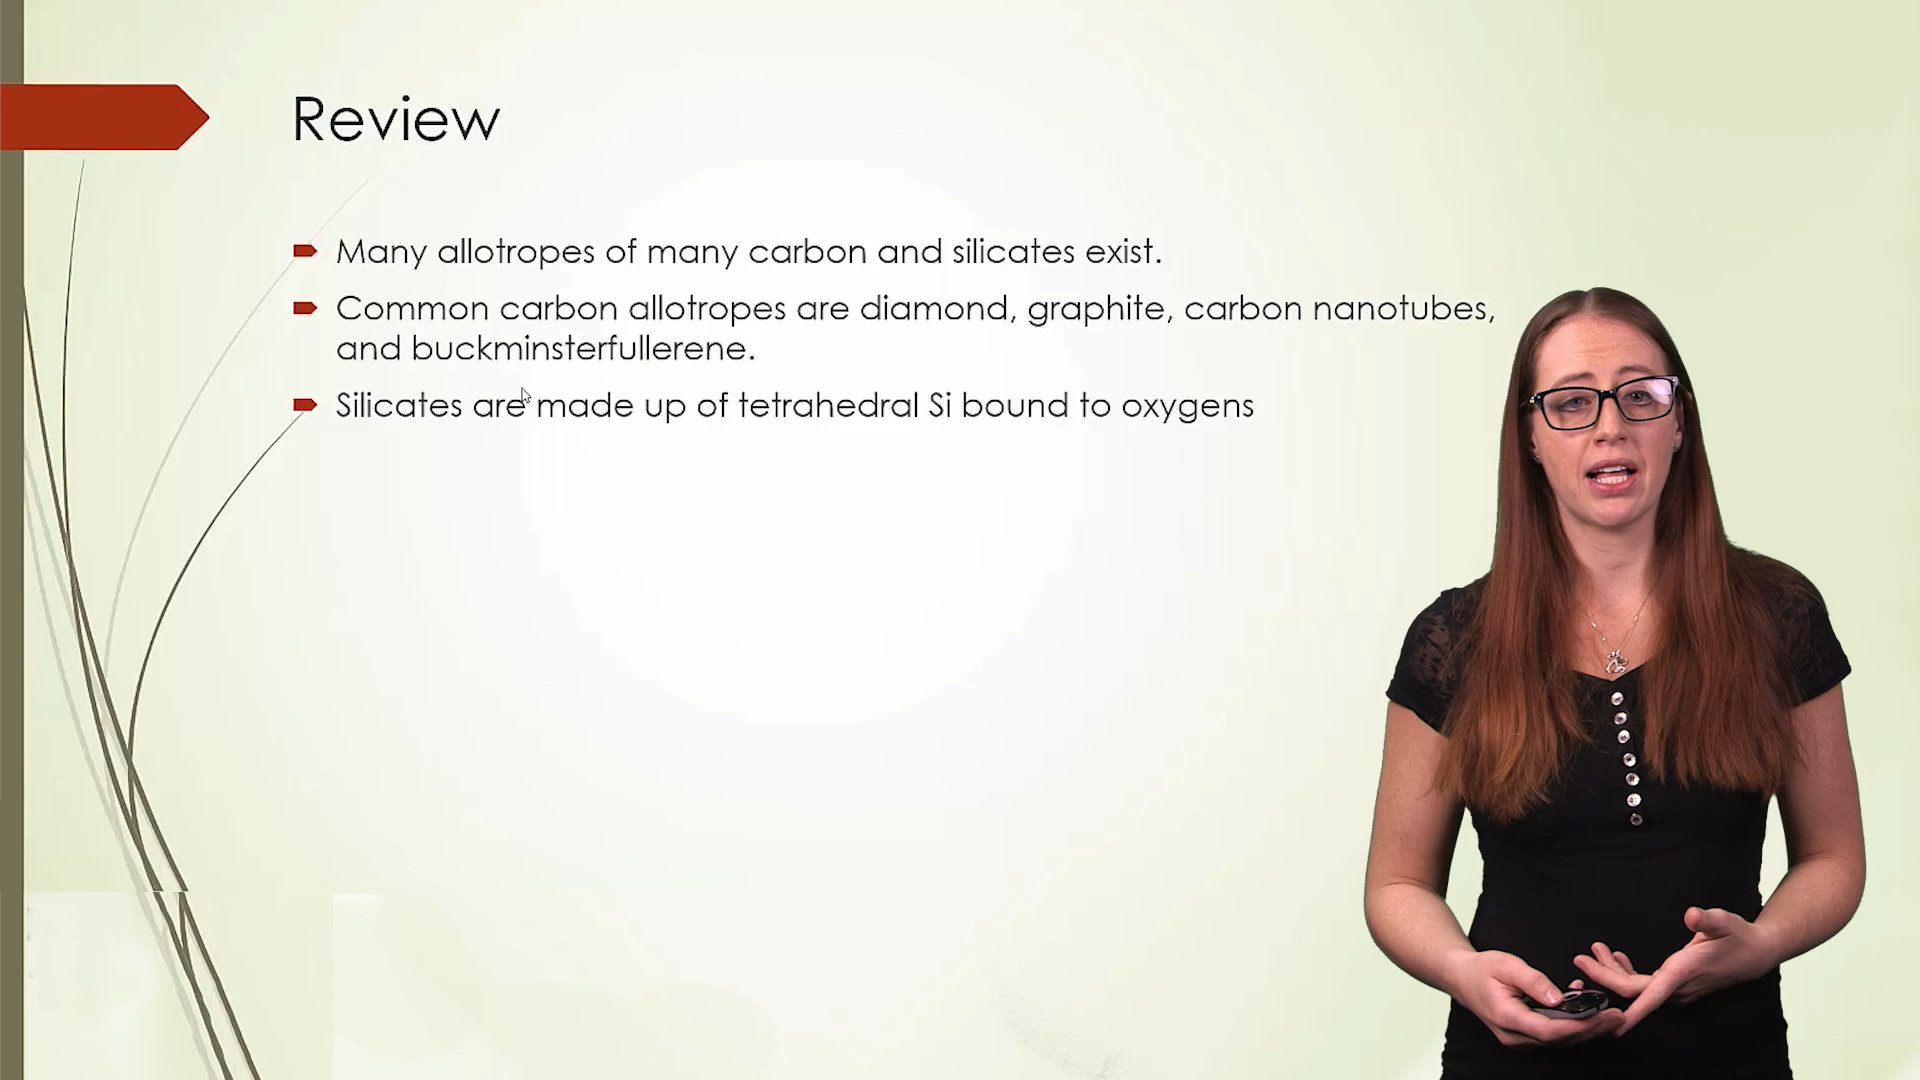 Review
Many allotropes of many carbon and silicates exist.
Common carbon allotropes are diamond, graphite, carbon nanotubes,
and buckminsterfullerene.
Silicates are made up of tetrahedral Si bound to oxygens